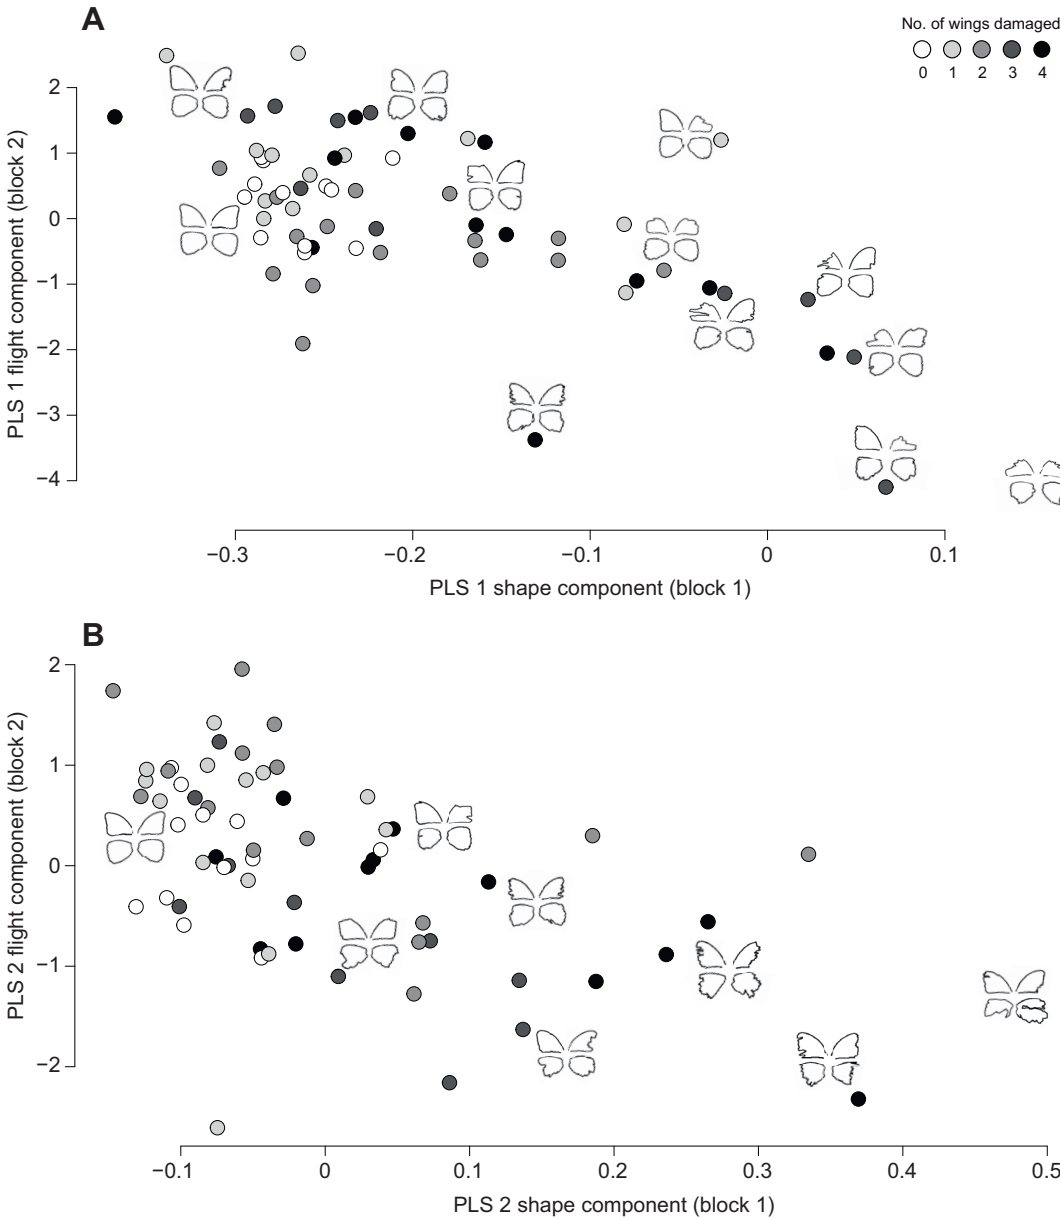 A
No. of wings damaged
0 1 2 3 4
2
1
0
−1
−2
−3
−4
PLS 1 flight component (block 2)
−0.3 −0.2 −0.1 0 0.1
PLS 1 shape component (block 1)
B
2
1
0
−1
−2
PLS 2 flight component (block 2)
−0.1 0 0.1 0.2 0.3 0.4 0.5
PLS 2 shape component (block 1)